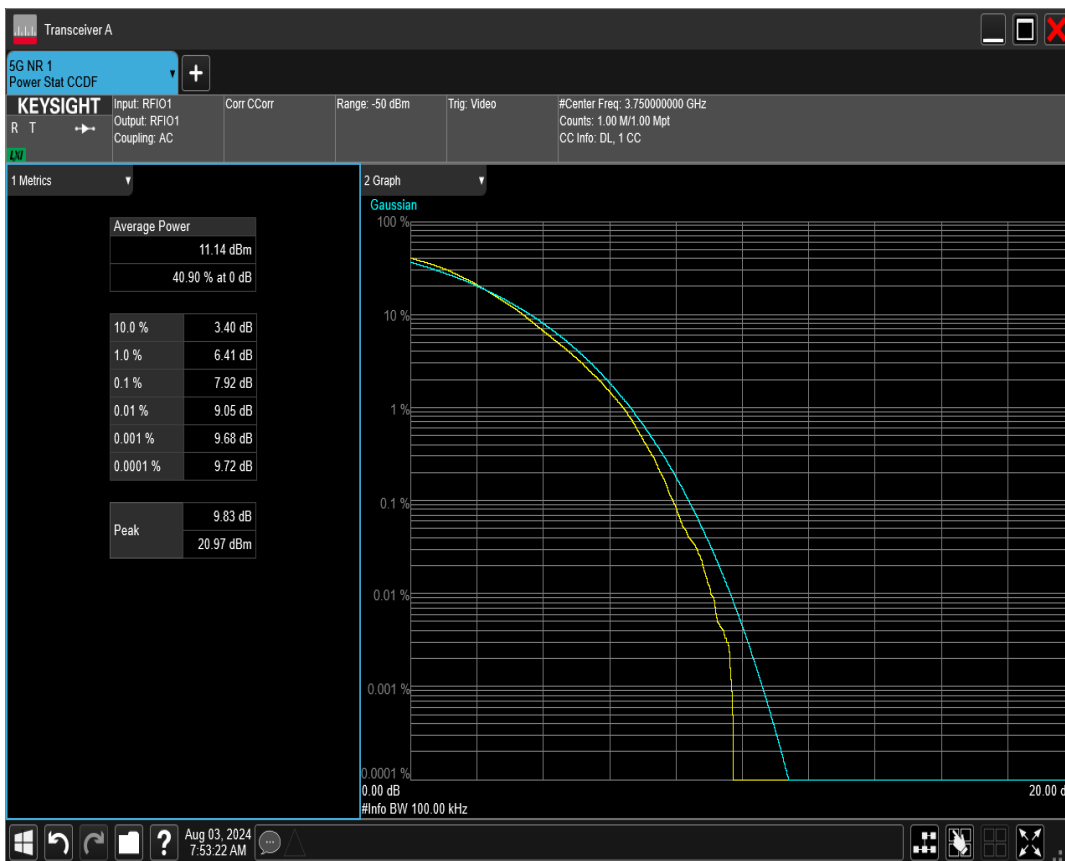 Transceiver A
5G NR 1
Power Stat CCDF
KEYSIGHT
R T
LXI
Input: RFIO1
Output: RFIO1
Coupling: AC
Corr CCorr
Range: -50 dBm
Trig: Video
#Center Freq: 3.750000000 GHz
Counts: 1.00 M/1.00 Mpt
CC Info: DL, 1 CC
1 Metrics
Average Power
11.14 dBm
40.90 % at 0 dB
10.0 % 3.40 dB
1.0 % 6.41 dB
0.1 % 7.92 dB
0.01 % 9.05 dB
0.001 % 9.68 dB
0.0001 % 9.72 dB
Peak
9.83 dB
20.97 dBm
2 Graph
Gaussian
100 %
10 %
1 %
0.1 %
0.01 %
0.001 %
0.0001 %
0.00 dB 20.00 d
#Info BW 100.00 kHz
?
Aug 03, 2024
7:53:22 AM